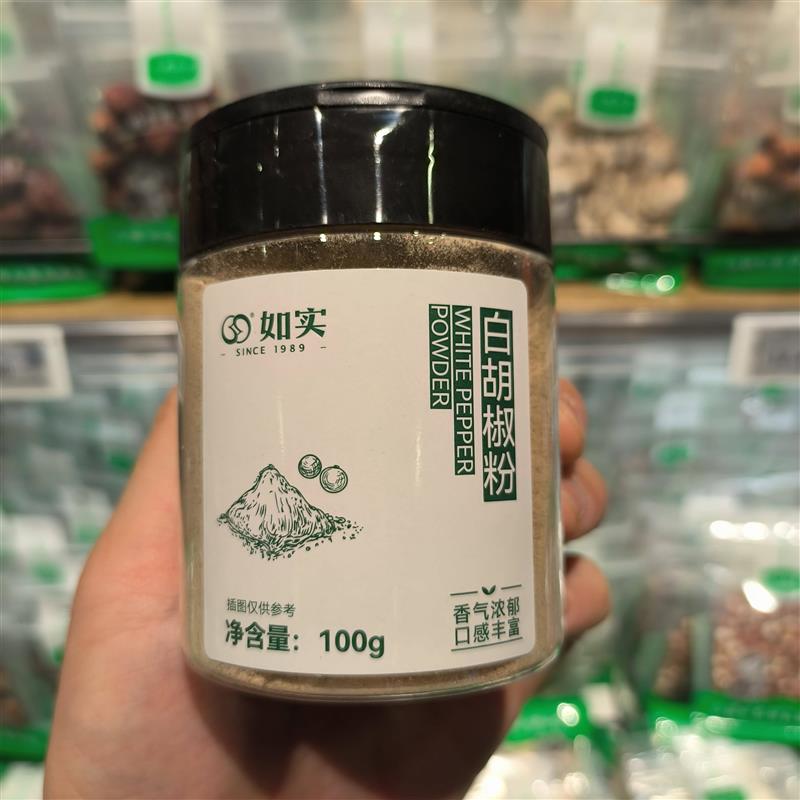 如实
SINCE 1989
白胡椒粉
WHITE PEPPER
POWDER
插图仅供参考
净含量：100g
香气浓郁
口感丰富